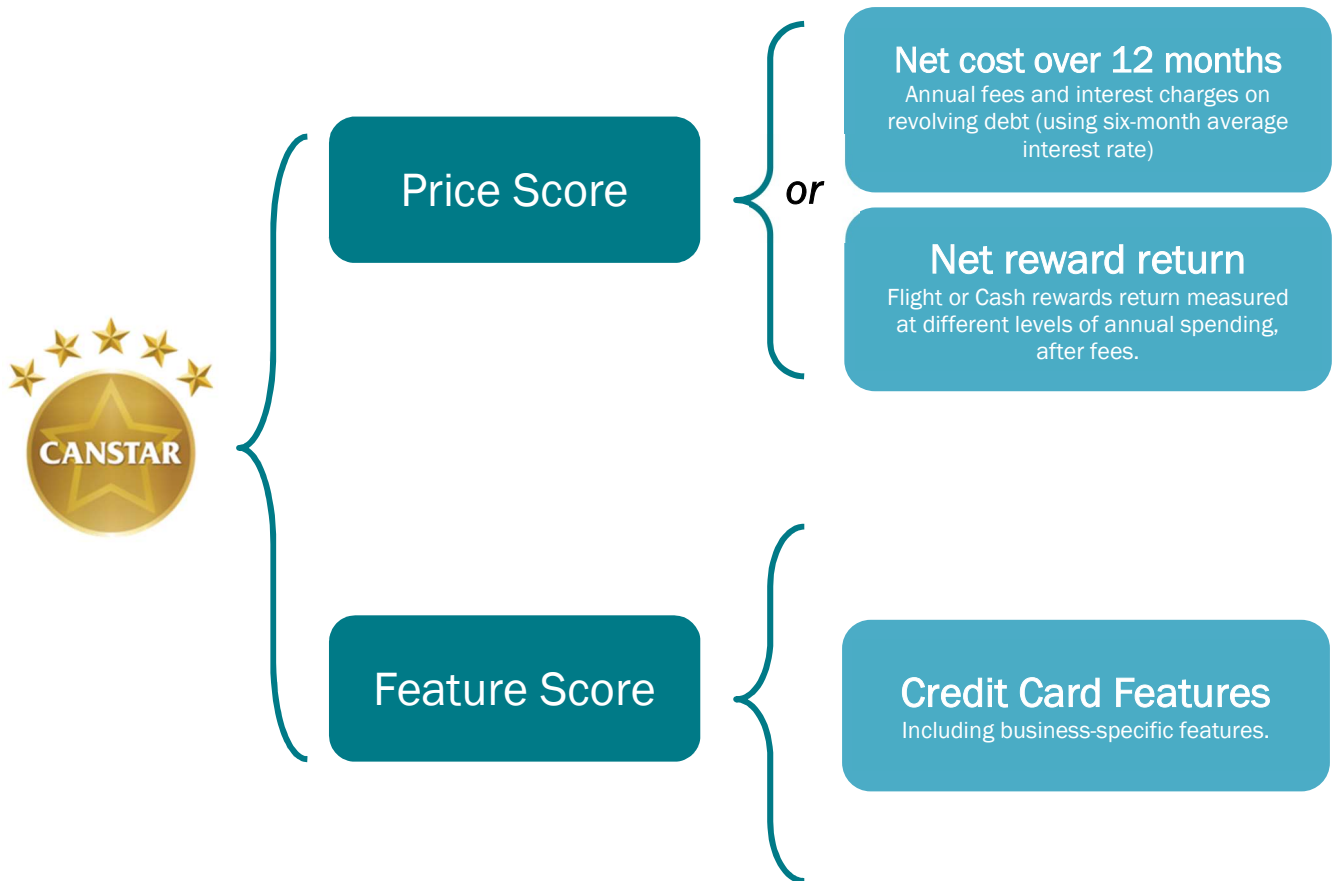 CANSTAR
Price Score
or
Net cost over 12 months
Annual fees and interest charges on
revolving debt (using six-month average
interest rate)
Net reward return
Flight or Cash rewards return measured
at different levels of annual spending,
after fees.
Feature Score
Credit Card Features
Including business-specific features.